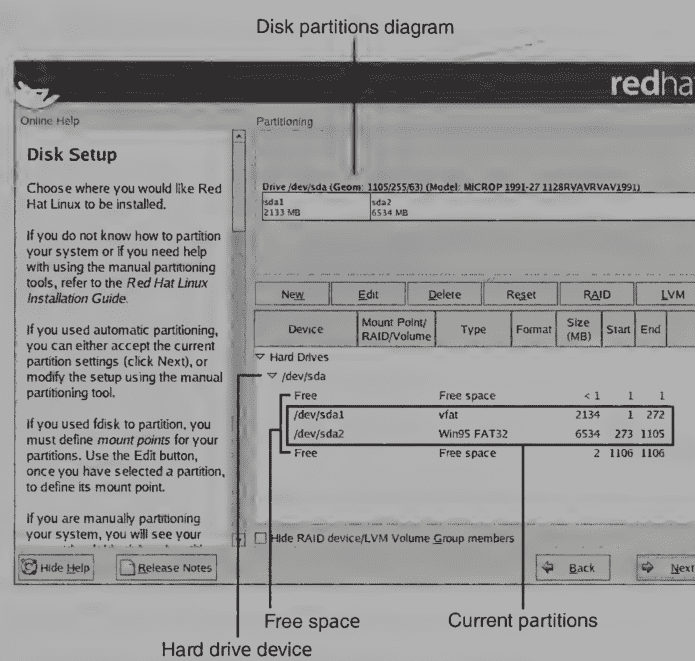 Disk partitions diagram
redha
Online Help
Partitioning
Disk Setup
Choose where you would like Red
Hat Linux to be installed.
If you do not know how to partition
your system or if you need help
with using the manual partitioning
tools, refer to the Red Hat Linux
Installation Guide.
If you used automatic partitioning,
you can either accept the current
partition settings (click Next), or
modify the setup using the manual
partitioning tool.
If you used fdisk to partition, you
must define mount points for your
partitions. Use the Edit button,
once you have selected a partition,
to define its mount point.
If you are manually partitioning
your system, you will see your
Drive /dev/sda (Geom: 1105/255/63) (Model: MICROP 1991-27 1128RVAVRVAV1991)
sda1 sda2
2133 MB 6534 MB
New Edit Delete Reset RAID LVM
Device Mount Point/ RAID/Volume Type Format Size (MB) Start End
Hard Drives
/dev/sda
Free Free space < 1 1 1
/dev/sda1 vfat 2134 1 272
/dev/sda2 Win95 FAT32 6534 273 1105
Free Free space 2 1106 1106
Hide RAID device/LVM Volume Group members
Hide Help Release Notes Back Next
Free space Current partitions
Hard drive device